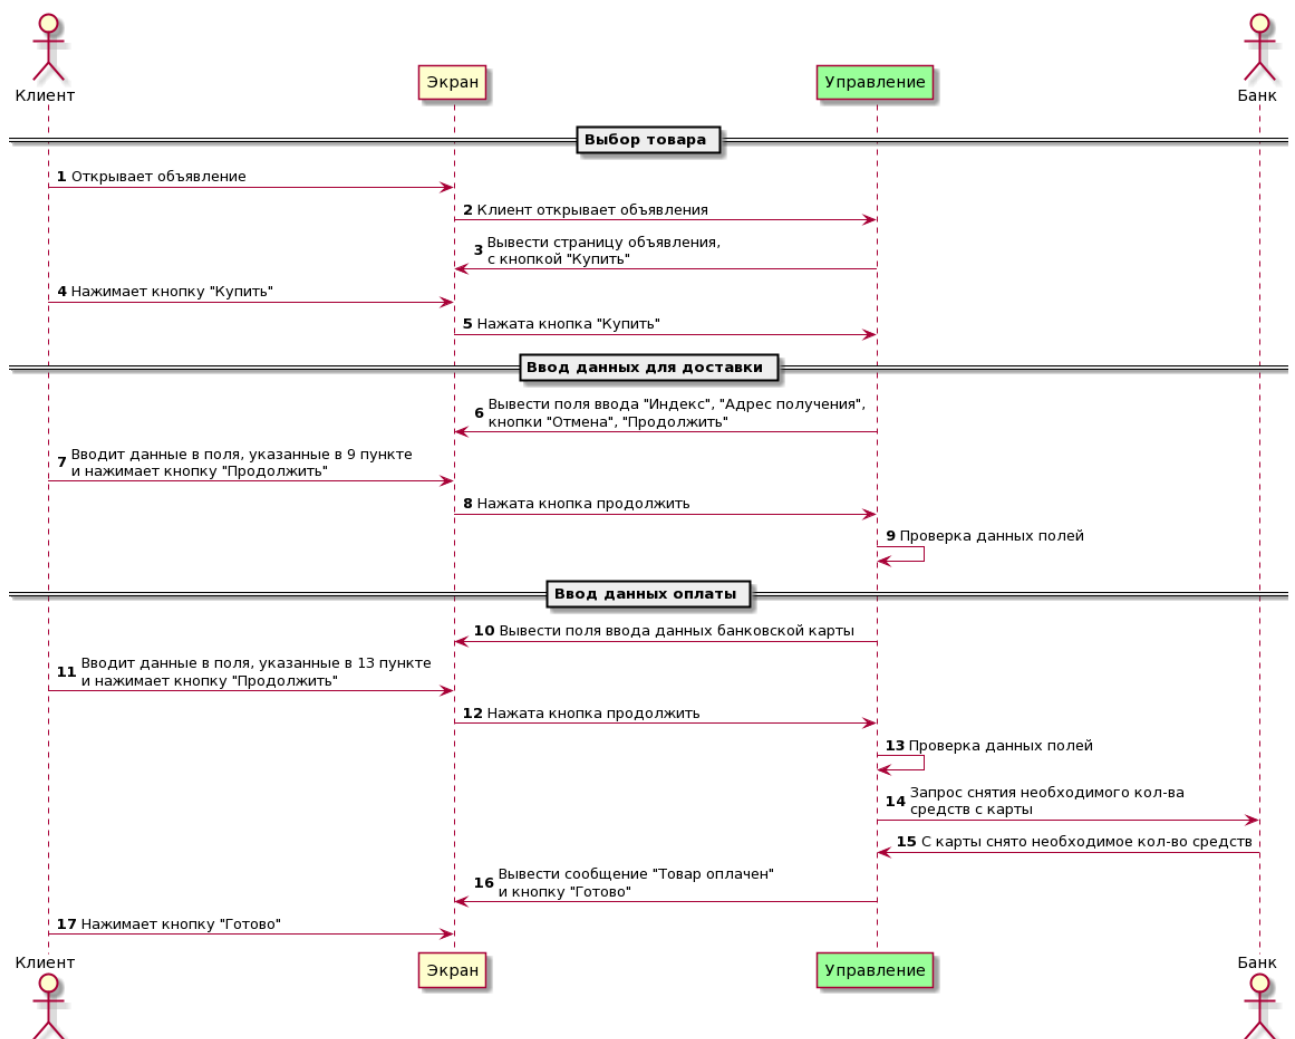 Клиент
Экран
Управление
Банк
Выбор товара
1 Открывает объявление
2 Клиент открывает объявления
3 Вывести страницу объявления,
с кнопкой "Купить"
4 Нажимает кнопку "Купить"
5 Нажата кнопка "Купить"
Ввод данных для доставки
6 Вывести поля ввода "Индекс", "Адрес получения",
кнопки "Отмена", "Продолжить"
7 Вводит данные в поля, указанные в 9 пункте
и нажимает кнопку "Продолжить"
8 Нажата кнопка продолжить
9 Проверка данных полей
Ввод данных оплаты
10 Вывести поля ввода данных банковской карты
11 Вводит данные в поля, указанные в 13 пункте
и нажимает кнопку "Продолжить"
12 Нажата кнопка продолжить
13 Проверка данных полей
14 Запрос снятия необходимого кол-ва
средств с карты
15 С карты снято необходимое кол-во средств
16 Вывести сообщение "Товар оплачен"
и кнопку "Готово"
17 Нажимает кнопку "Готово"
Клиент
Экран
Управление
Банк